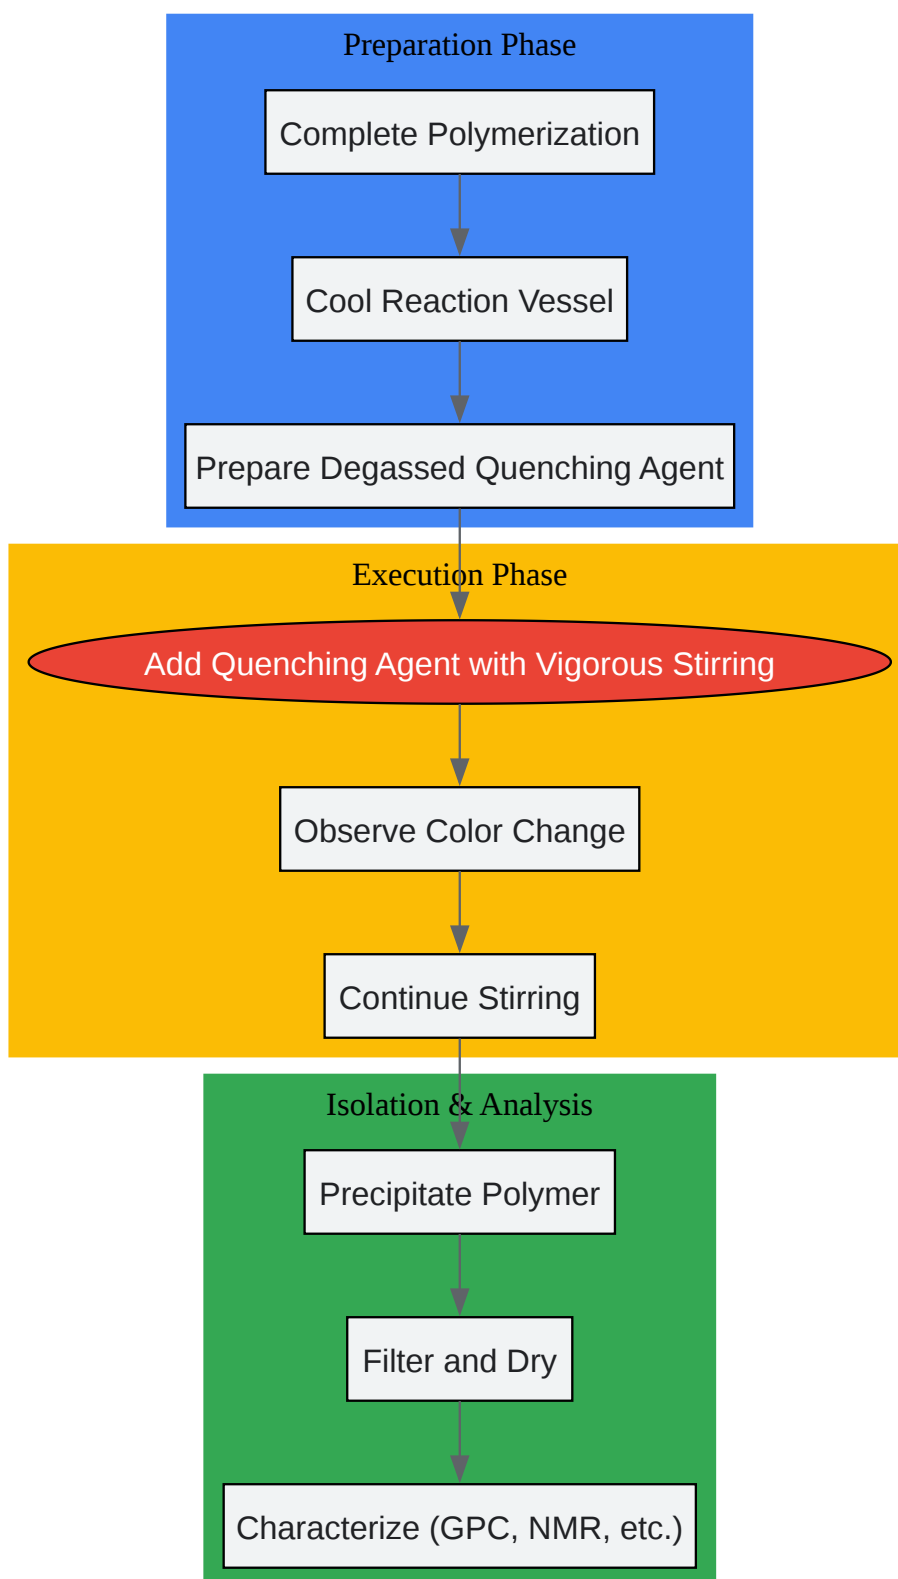 Preparation Phase
Complete Polymerization
Cool Reaction Vessel
Prepare Degassed Quenching Agent
Execution Phase
Add Quenching Agent with Vigorous Stirring
Observe Color Change
Continue Stirring
Isolation & Analysis
Precipitate Polymer
Filter and Dry
Characterize (GPC, NMR, etc.)